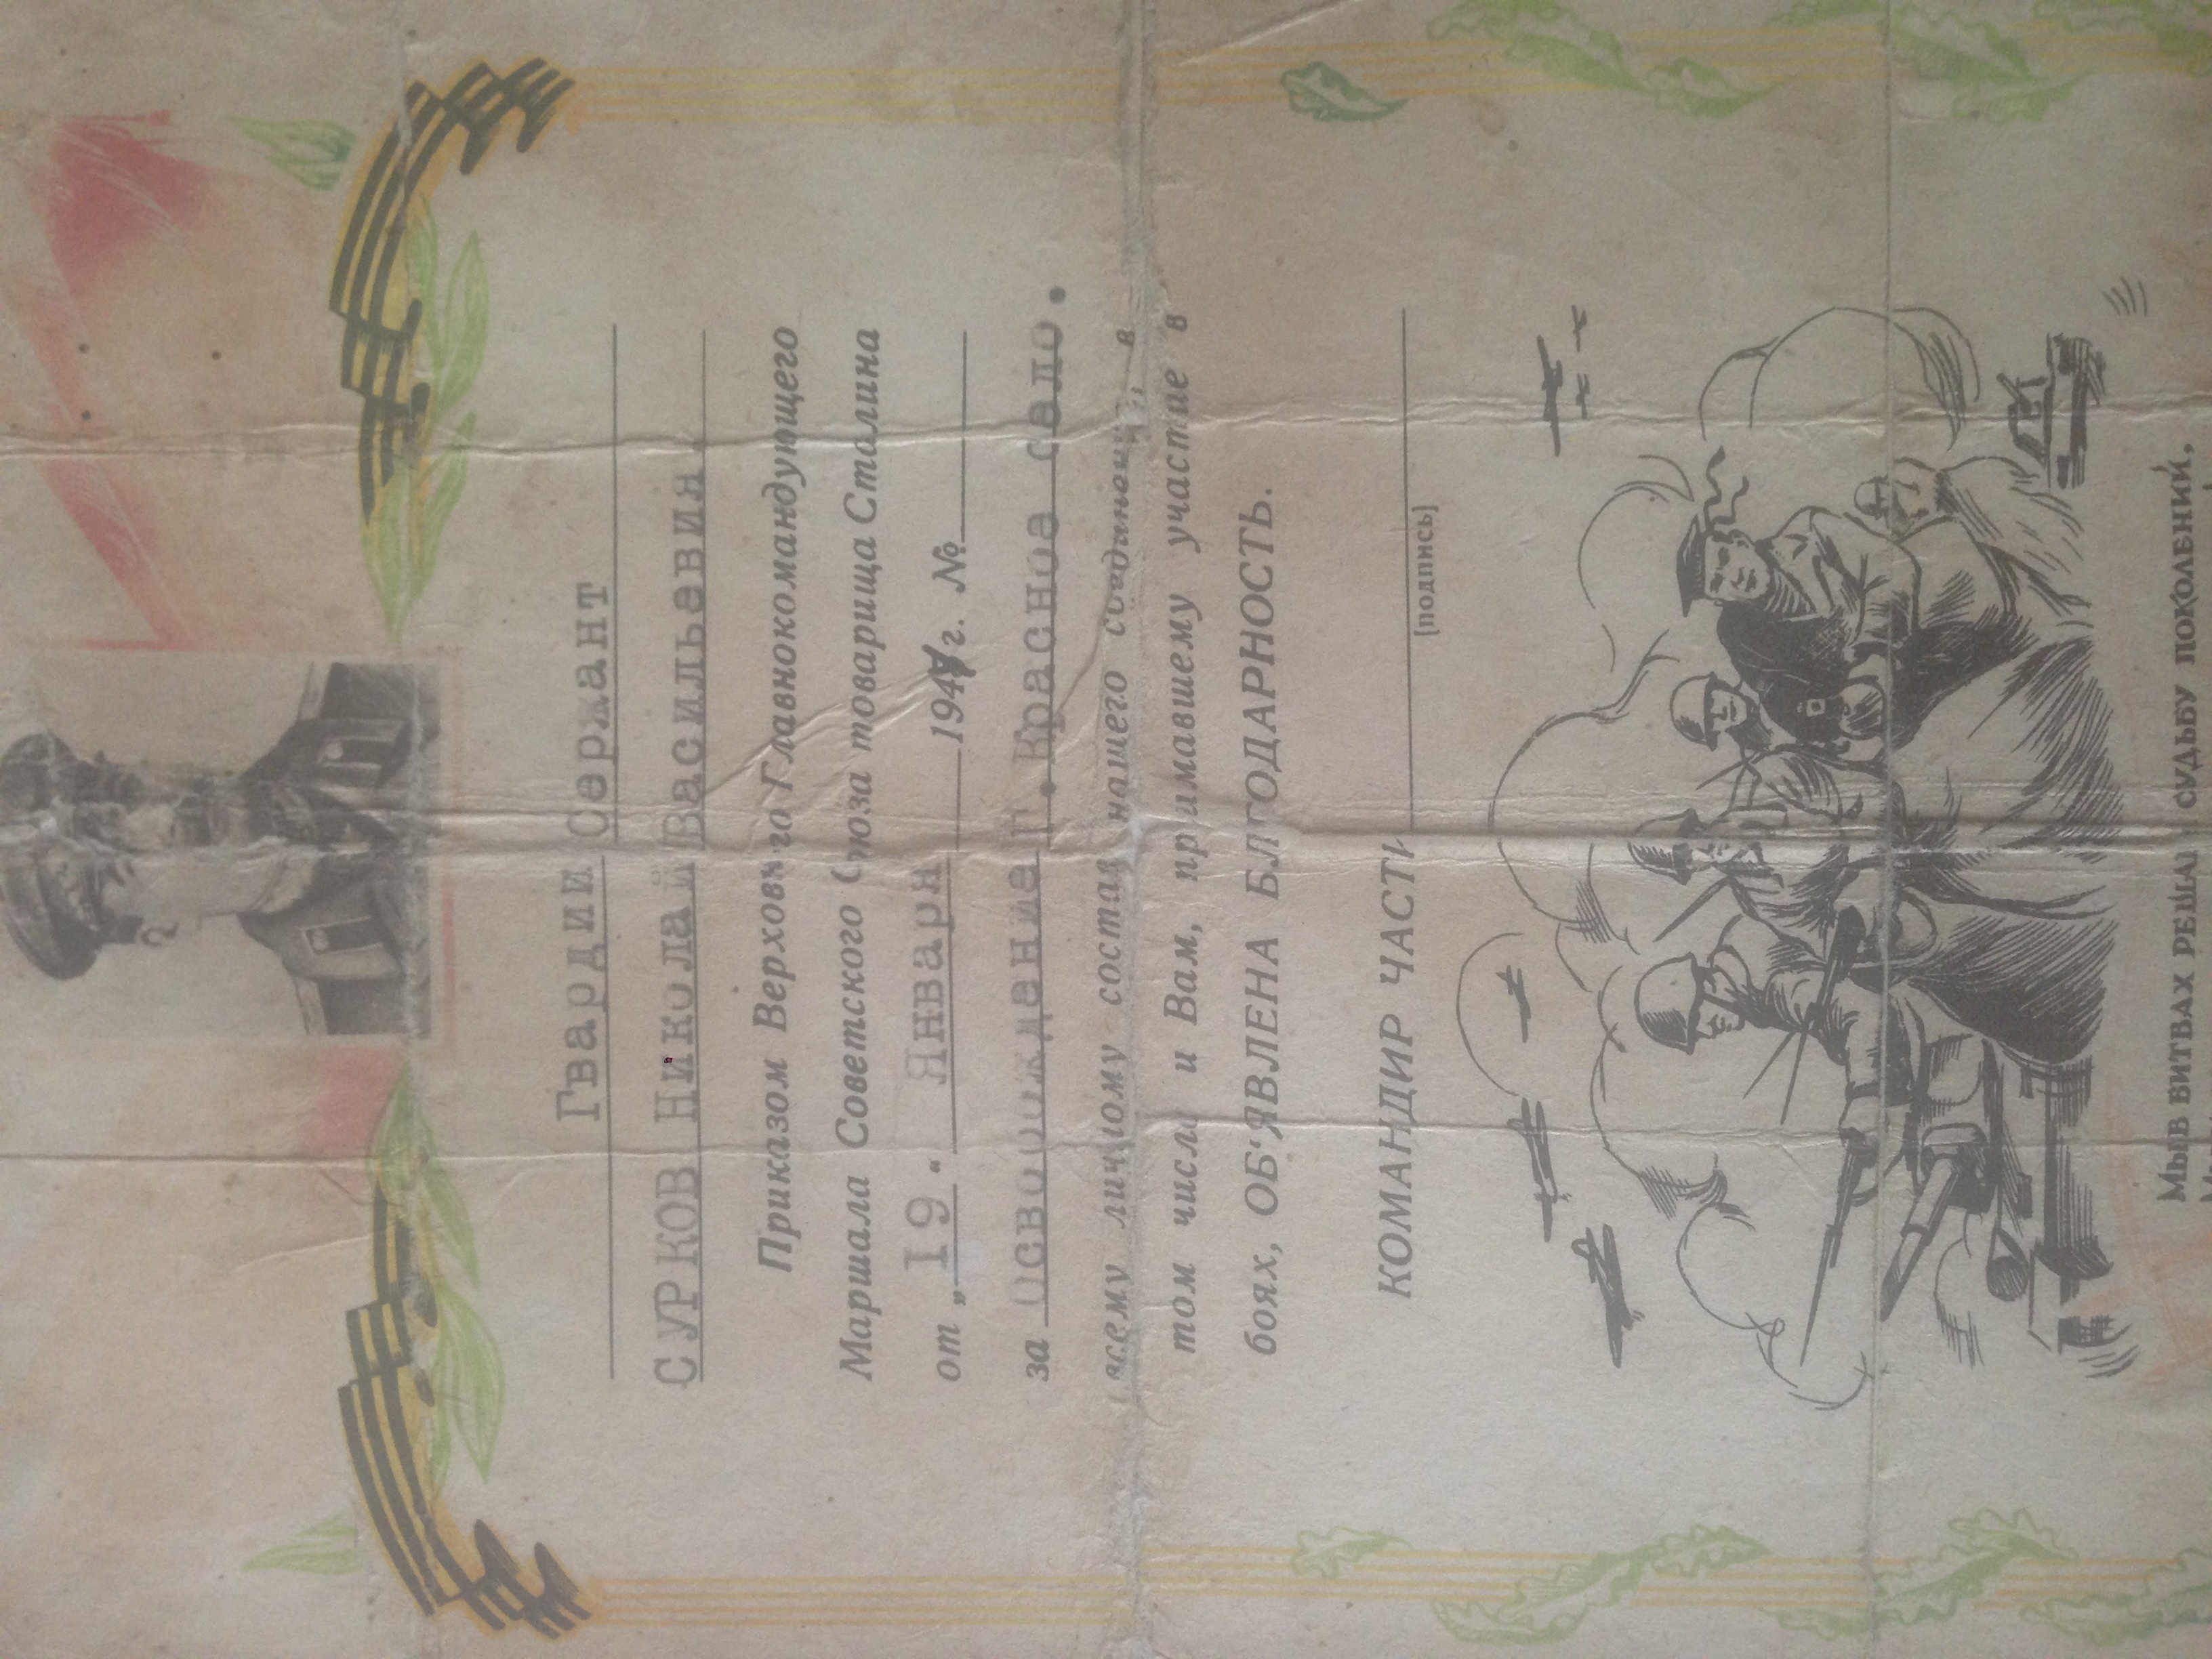 Гвардии Сержант
СУРКОВ Николай Васильевич.
Приказом Верховного Главнокомандующего
Маршала Советского Союза товарища Сталина
от „19“ Января 1944г. №
за Освобождение Г.Красное село.
всему личному составу нашего соединения, в
том числе и Вам, принимавшему участие в
боях, ОБ‘ЯВЛЕНА БЛГОДАРНОСТЬ.
КОМАНДИР ЧАСТИ
[подпись]
МЫ В БИТВАХ РЕШАЕМ СУДЬБУ ПОКОЛЕНИЙ,